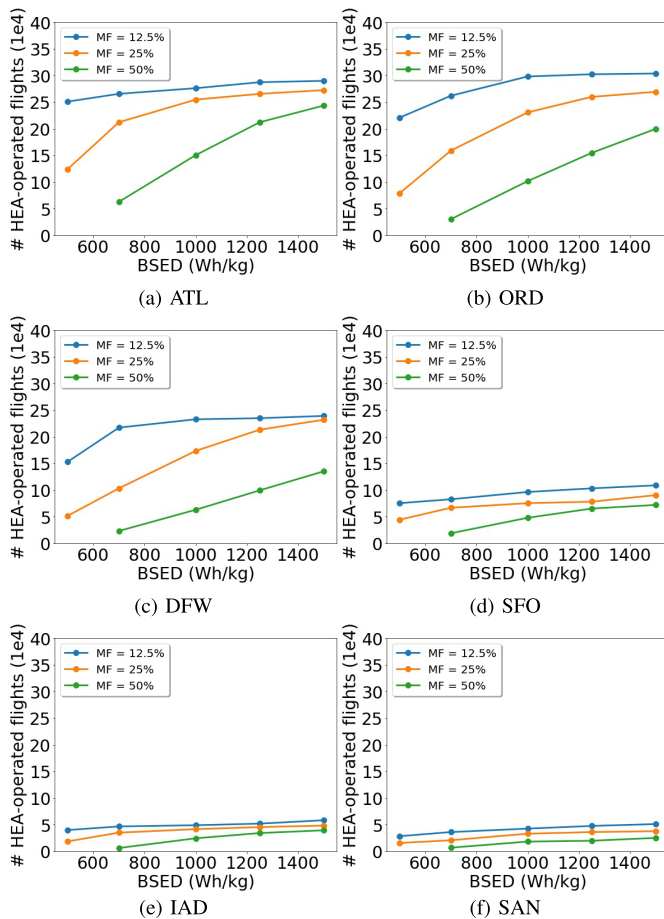 # HEA-operated flights (1e4)
40
35
30
25
20
15
10
5
0
MF = 12.5%
MF = 25%
MF = 50%
600 800 1000 1200 1400
BSED (Wh/kg)
(a) ATL
# HEA-operated flights (1e4)
40
35
30
25
20
15
10
5
0
MF = 12.5%
MF = 25%
MF = 50%
600 800 1000 1200 1400
BSED (Wh/kg)
(b) ORD
# HEA-operated flights (1e4)
40
35
30
25
20
15
10
5
0
MF = 12.5%
MF = 25%
MF = 50%
600 800 1000 1200 1400
BSED (Wh/kg)
(c) DFW
# HEA-operated flights (1e4)
40
35
30
25
20
15
10
5
0
MF = 12.5%
MF = 25%
MF = 50%
600 800 1000 1200 1400
BSED (Wh/kg)
(d) SFO
# HEA-operated flights (1e4)
40
35
30
25
20
15
10
5
0
MF = 12.5%
MF = 25%
MF = 50%
600 800 1000 1200 1400
BSED (Wh/kg)
(e) IAD
# HEA-operated flights (1e4)
40
35
30
25
20
15
10
5
0
MF = 12.5%
MF = 25%
MF = 50%
600 800 1000 1200 1400
BSED (Wh/kg)
(f) SAN